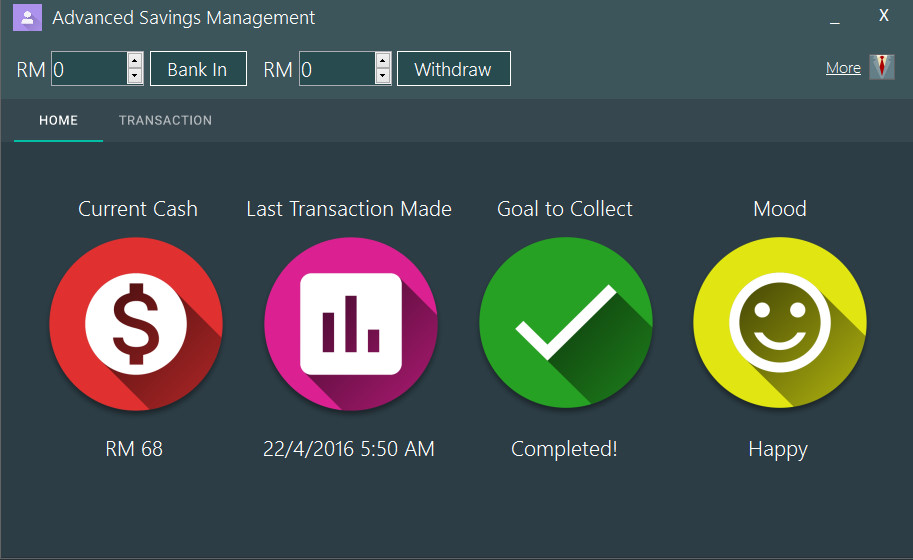 Advanced Savings Management
_ X
RM 0 Bank In RM 0 Withdraw More
HOME TRANSACTION
Current Cash Last Transaction Made Goal to Collect Mood
$
RM 68 22/4/2016 5:50 AM Completed! Happy